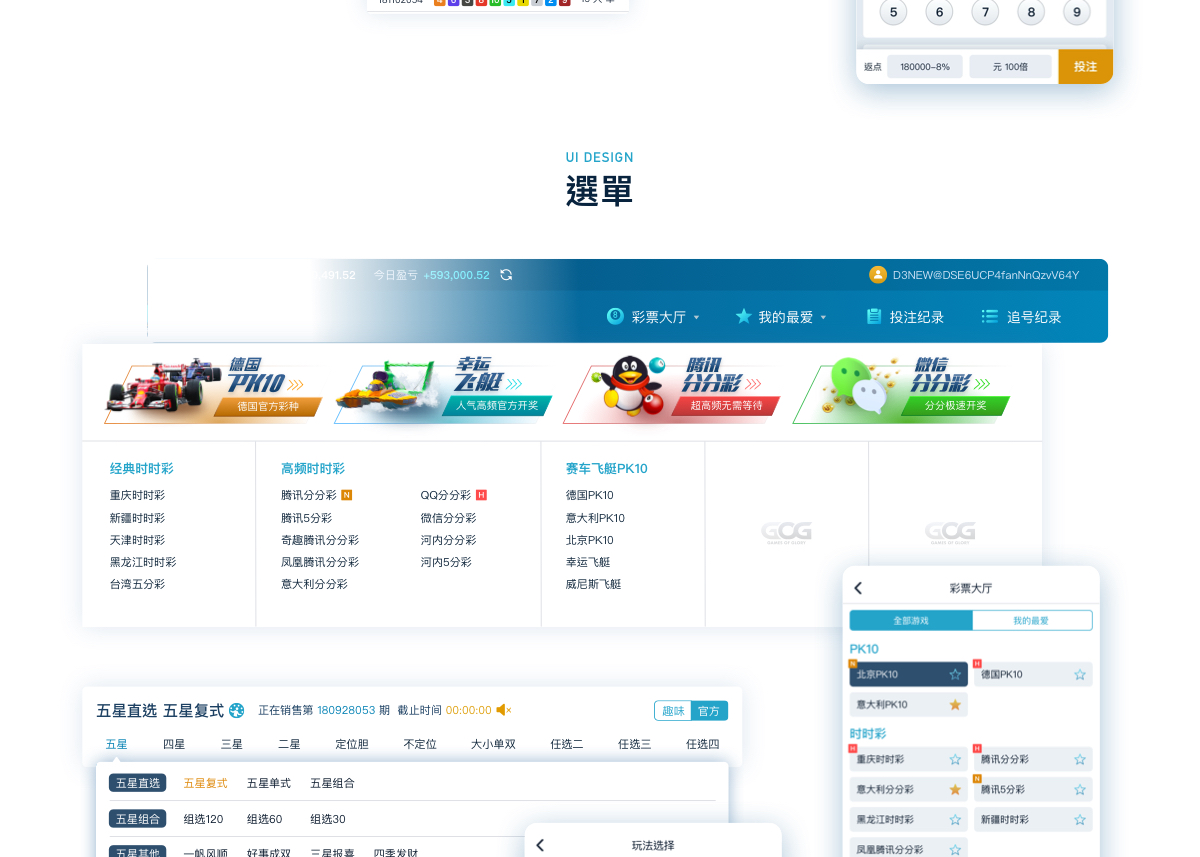 5 6 7 8 9
返点 180000-8% 元 100倍 投注
UI DESIGN
選單
491.52 今日盈亏 +593,000.52 D3NEW@DSE6UCP4fanNnQzvV64Y
彩票大厅 我的最爱 投注纪录 追号纪录
德国 PK10 德国官方彩种
幸运 飞艇 人气高频官方开奖
腾讯 分分彩 超高频无需等待
微信 分分彩 分分极速开奖
经典时时彩
重庆时时彩
新疆时时彩
天津时时彩
黑龙江时时彩
台湾五分彩
高频时时彩
腾讯分分彩 N QQ分分彩 H
腾讯5分彩 微信分分彩
奇趣腾讯分分彩 河内分分彩
凤凰腾讯分分彩 河内5分彩
意大利分分彩
赛车飞艇PK10
德国PK10
意大利PK10
北京PK10
幸运飞艇
威尼斯飞艇
GCG
GAMES OF GLORY
GCG
GAMES OF GLORY
彩票大厅
全部游戏 我的最爱
PK10
N 北京PK10 H 德国PK10
意大利PK10
时时彩
H 重庆时时彩 H 腾讯分分彩
意大利分分彩 N 腾讯5分彩
黑龙江时时彩 新疆时时彩
凤凰腾讯分分彩
五星直选 五星复式 正在销售第 180928053 期 截止时间 00:00:00 趣味 官方
五星 四星 三星 二星 定位胆 不定位 大小单双 任选二 任选三 任选四
五星直选 五星复式 五星单式 五星组合
五星组合 组选120 组选60 组选30
五星其他 一帆风顺 好事成双 三星报喜 四季发财
玩法选择